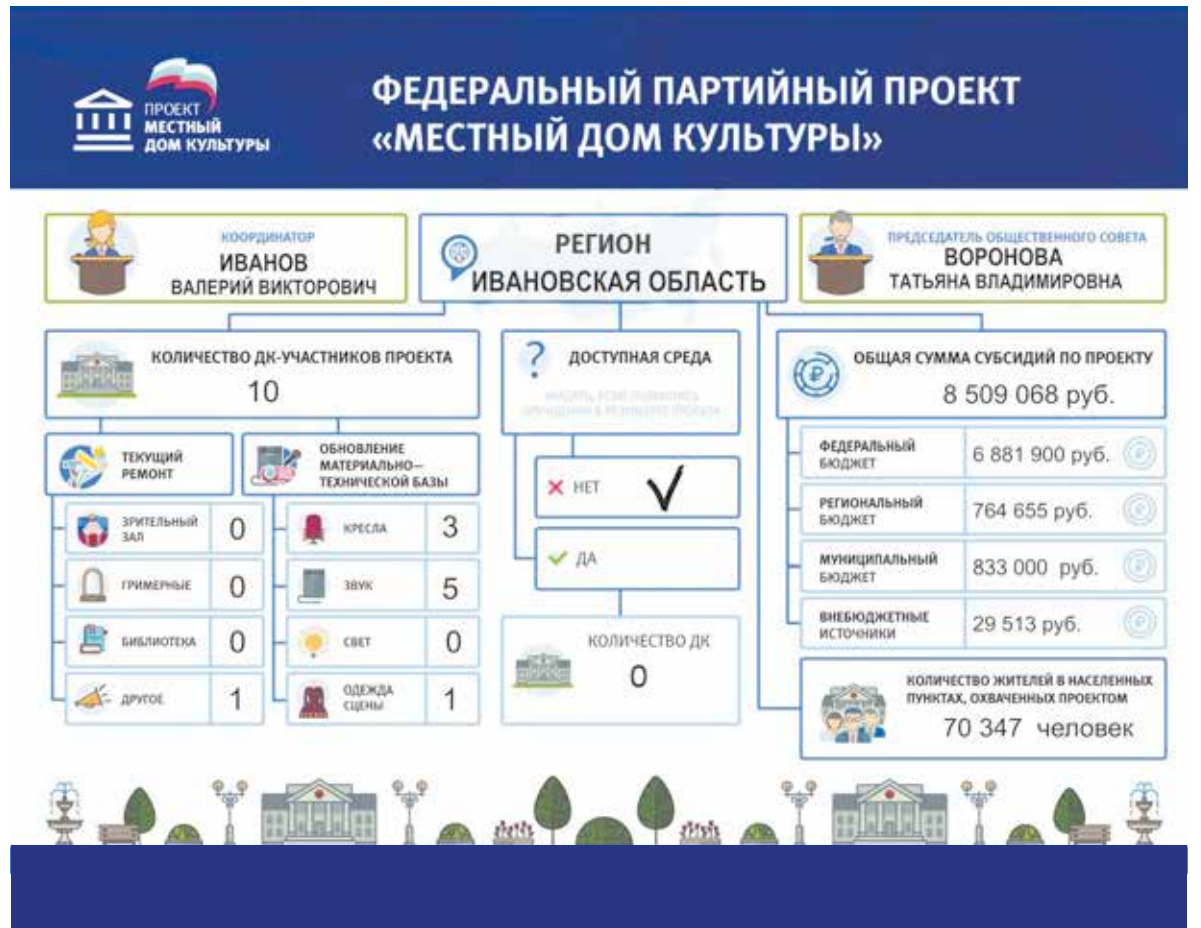 ПРОЕКТ
МЕСТНЫЙ
ДОМ КУЛЬТУРЫ
ФЕДЕРАЛЬНЫЙ ПАРТИЙНЫЙ ПРОЕКТ
«МЕСТНЫЙ ДОМ КУЛЬТУРЫ»
КООРДИНАТОР
ИВАНОВ
ВАЛЕРИЙ ВИКТОРОВИЧ
РЕГИОН
ИВАНОВСКАЯ ОБЛАСТЬ
ПРЕДСЕДАТЕЛЬ ОБЩЕСТВЕННОГО СОВЕТА
ВОРОНОВА
ТАТЬЯНА ВЛАДИМИРОВНА
КОЛИЧЕСТВО ДК-УЧАСТНИКОВ ПРОЕКТА
10
ТЕКУЩИЙ
РЕМОНТ
ЗРИТЕЛЬНЫЙ
ЗАЛ
0
ГРИМЕРНЫЕ
0
БИБЛИОТЕКА
0
ДРУГОЕ
1
ОБНОВЛЕНИЕ
МАТЕРИАЛЬНО—
ТЕХНИЧЕСКОЙ БАЗЫ
КРЕСЛА
3
ЗВУК
5
СВЕТ
0
ОДЕЖДА
СЦЕНЫ
1
ДОСТУПНАЯ СРЕДА
НЕТ
ДА
КОЛИЧЕСТВО ДК
0
ОБЩАЯ СУММА СУБСИДИЙ ПО ПРОЕКТУ
8 509 068 руб.
ФЕДЕРАЛЬНЫЙ
БЮДЖЕТ
6 881 900 руб.
РЕГИОНАЛЬНЫЙ
БЮДЖЕТ
764 655 руб.
МУНИЦИПАЛЬНЫЙ
БЮДЖЕТ
833 000 руб.
ВНЕБЮДЖЕТНЫЕ
ИСТОЧНИКИ
29 513 руб.
КОЛИЧЕСТВО ЖИТЕЛЕЙ В НАСЕЛЕННЫХ
ПУНКТАХ, ОХВАЧЕННЫХ ПРОЕКТОМ
70 347 человек